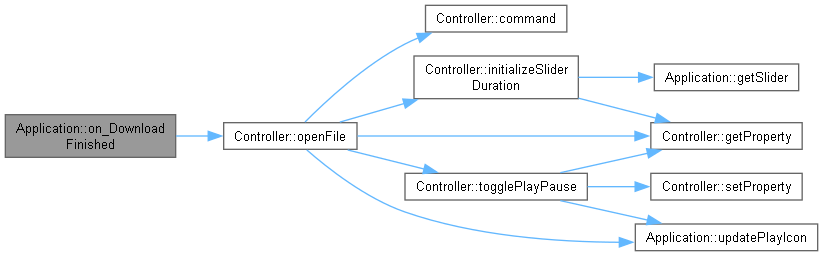 Application::on_Download
Finished
Controller::openFile
Controller::command
Controller::initializeSlider
Duration
Application::getSlider
Controller::getProperty
Controller::togglePlayPause
Controller::setProperty
Application::updatePlayIcon